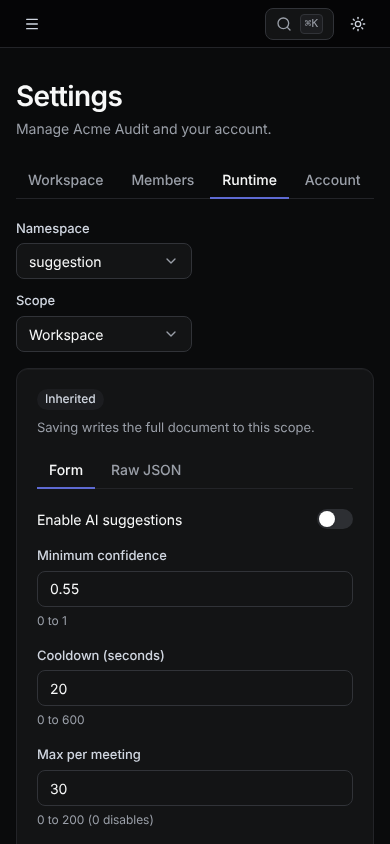 ⌘K
Settings
Manage Acme Audit and your account.
Workspace Members Runtime Account
Namespace
suggestion
Scope
Workspace
Inherited
Saving writes the full document to this scope.
Form Raw JSON
Enable AI suggestions
Minimum confidence
0.55
0 to 1
Cooldown (seconds)
20
0 to 600
Max per meeting
30
0 to 200 (0 disables)